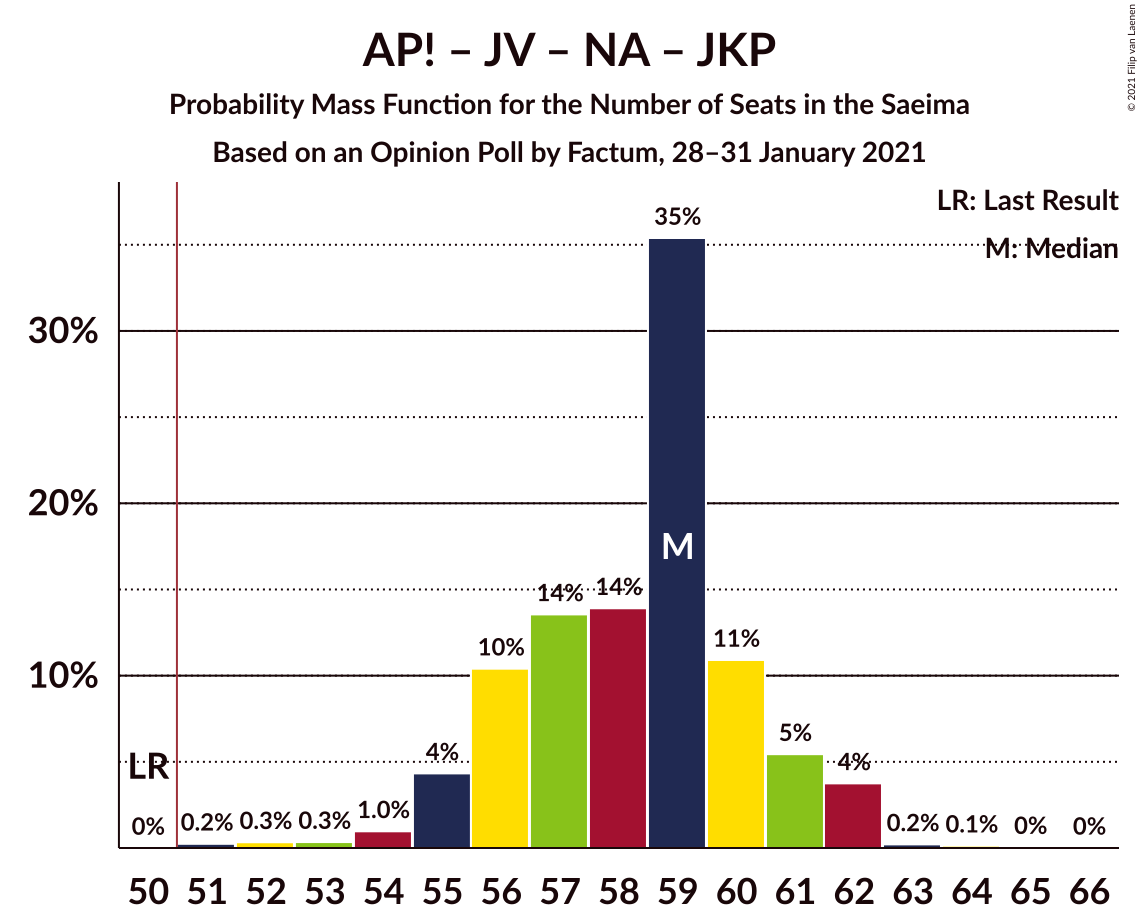 AP! – JV – NA – JKP
Probability Mass Function for the Number of Seats in the Saeima
Based on an Opinion Poll by Factum, 28–31 January 2021
© 2021 Filip van Laenen
LR: Last Result
M: Median
35%
30%
20%
10%
M
14%
14%
10%
11%
5%
4%
4%
LR
1.0%
0%
0.2%
0.3%
0.3%
0.2%
0.1%
0%
0%
50 51 52 53 54 55 56 57 58 59 60 61 62 63 64 65 66